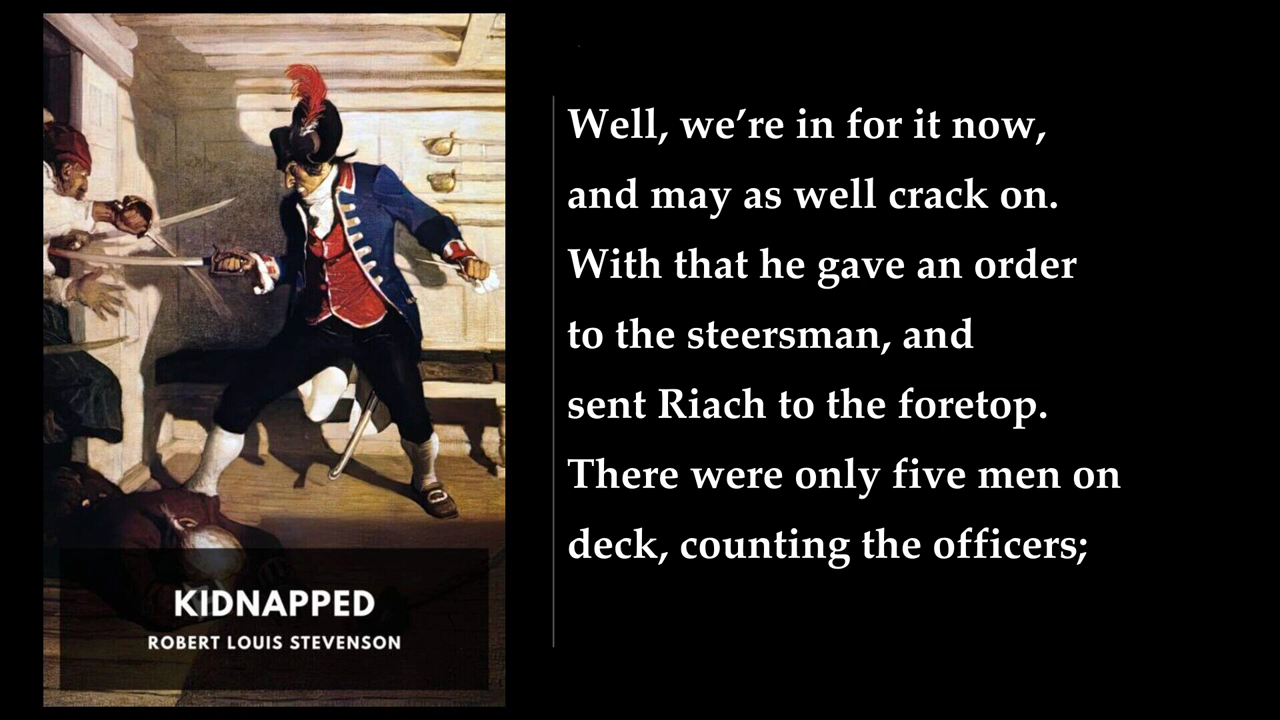 KIDNAPPED
ROBERT LOUIS STEVENSON
Well, we’re in for it now,
and may as well crack on.
With that he gave an order
to the steersman, and
sent Riach to the foretop.
There were only five men on
deck, counting the officers;